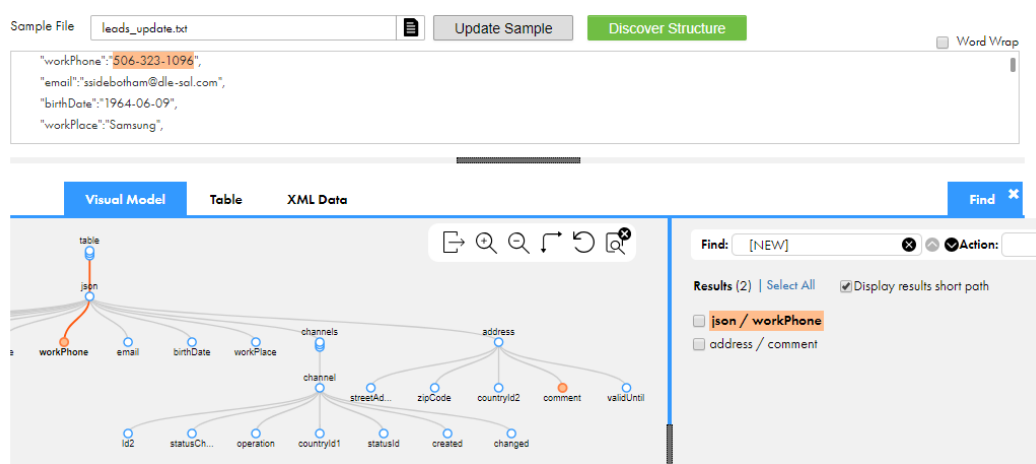 Sample File leads_update.txt Update Sample Discover Structure
Word Wrap
"workPhone":"506-323-1096",
"email":"ssidebotham@dle-sal.com",
"birthDate":"1964-06-09",
"workPlace":"Samsung",
Visual Model Table XML Data Find
table
json
Find: [NEW] Action:
Results (2) | Select All Display results short path
json / workPhone
address / comment
channels address
e workPhone email birthDate workPlace
channel
streetAd... zipCode countryId2 comment validUntil
Id2 statusCh... operation countryId1 statusId created changed